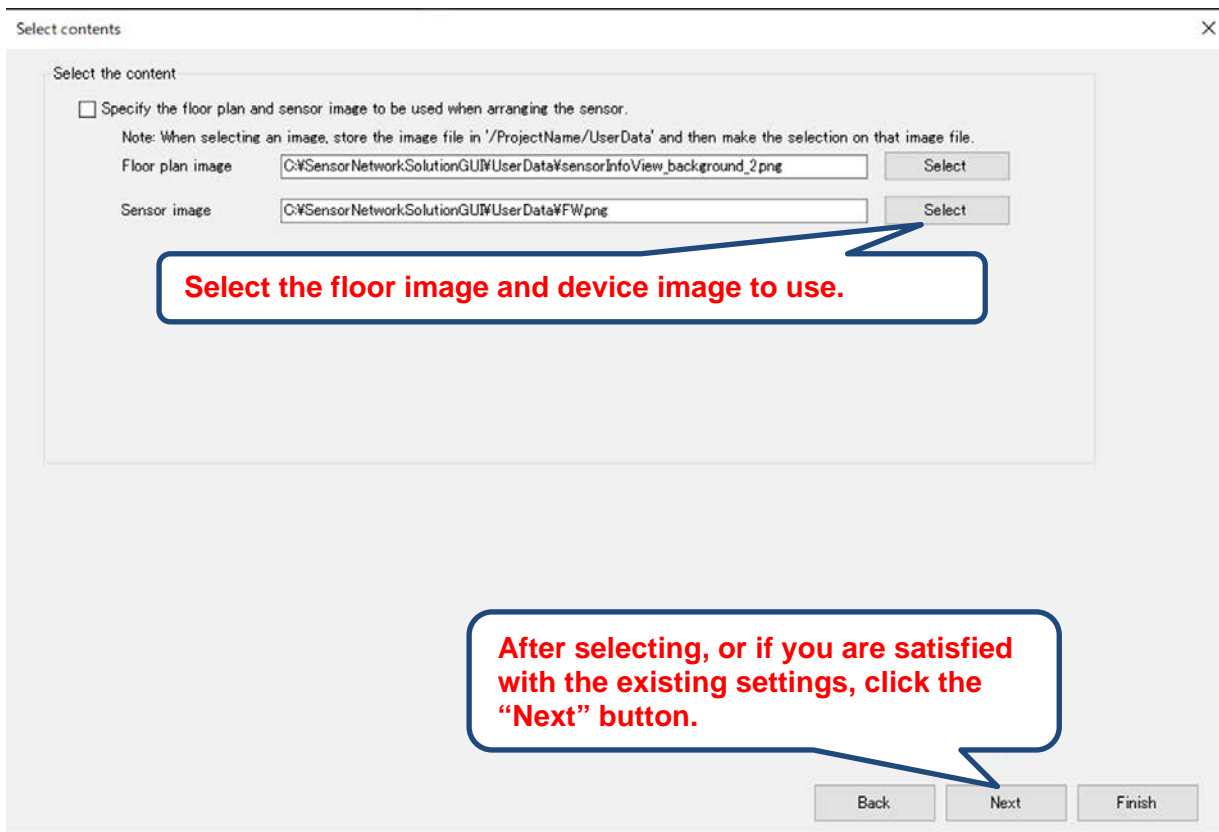 Select contents
Select the content
Specify the floor plan and sensor image to be used when arranging the sensor.
Note: When selecting an image, store the image file in '/ProjectName/UserData' and then make the selection on that image file.
Floor plan image C:¥SensorNetworkSolutionGUI¥UserData¥sensorInfoView_background_2.png Select
Sensor image C:¥SensorNetworkSolutionGUI¥UserData¥FW.png Select
Select the floor image and device image to use.
After selecting, or if you are satisfied
with the existing settings, click the
“Next” button.
Back Next Finish